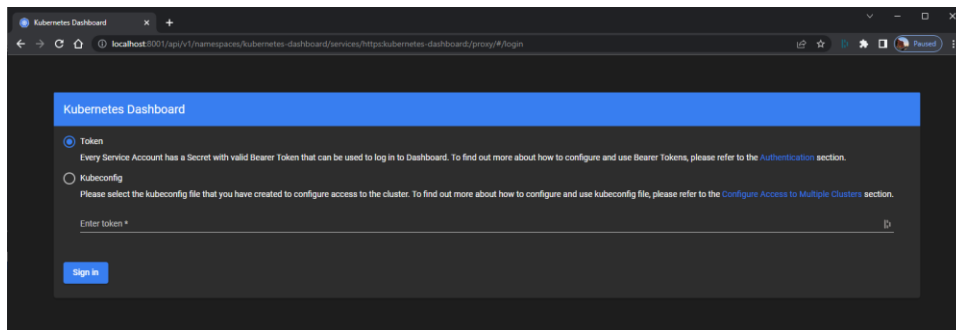 Kubernetes Dashboard
localhost:8001/api/v1/namespaces/kubernetes-dashboard/services/https:kubernetes-dashboard:/proxy/#/login
Paused
Kubernetes Dashboard
Token
Every Service Account has a Secret with valid Bearer Token that can be used to log in to Dashboard. To find out more about how to configure and use Bearer Tokens, please refer to the Authentication section.
Kubeconfig
Please select the kubeconfig file that you have created to configure access to the cluster. To find out more about how to configure and use kubeconfig file, please refer to the Configure Access to Multiple Clusters section.
Enter token *
Sign in